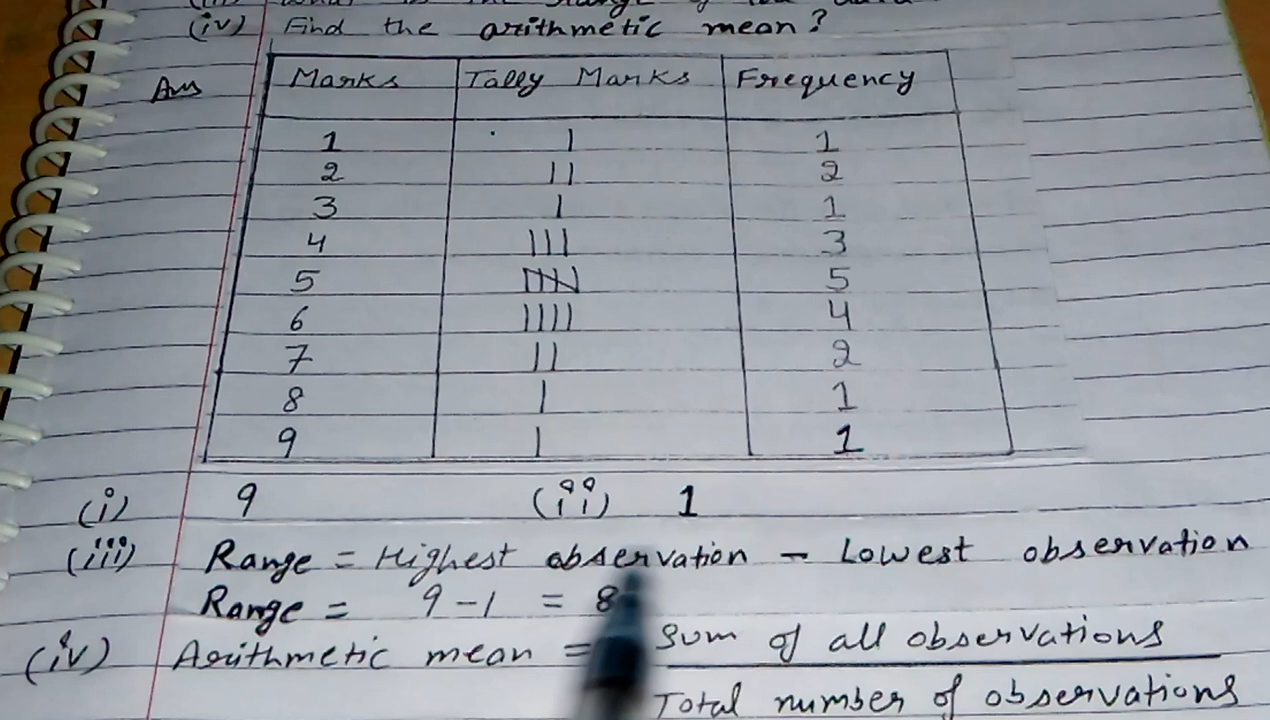 (iv) Find the arithmetic mean?
Ans
Marks Tally Marks Frequency
1 | 1
2 || 2
3 | 1
4 ||| 3
5 5
6 |||| 4
7 || 2
8 | 1
9 | 1
(i) 9 (ii) 1
(iii) Range = Highest observation - Lowest observation
Range = 9 - 1 = 8
(iv) Arithmetic mean = Sum of all observations
Total number of observations